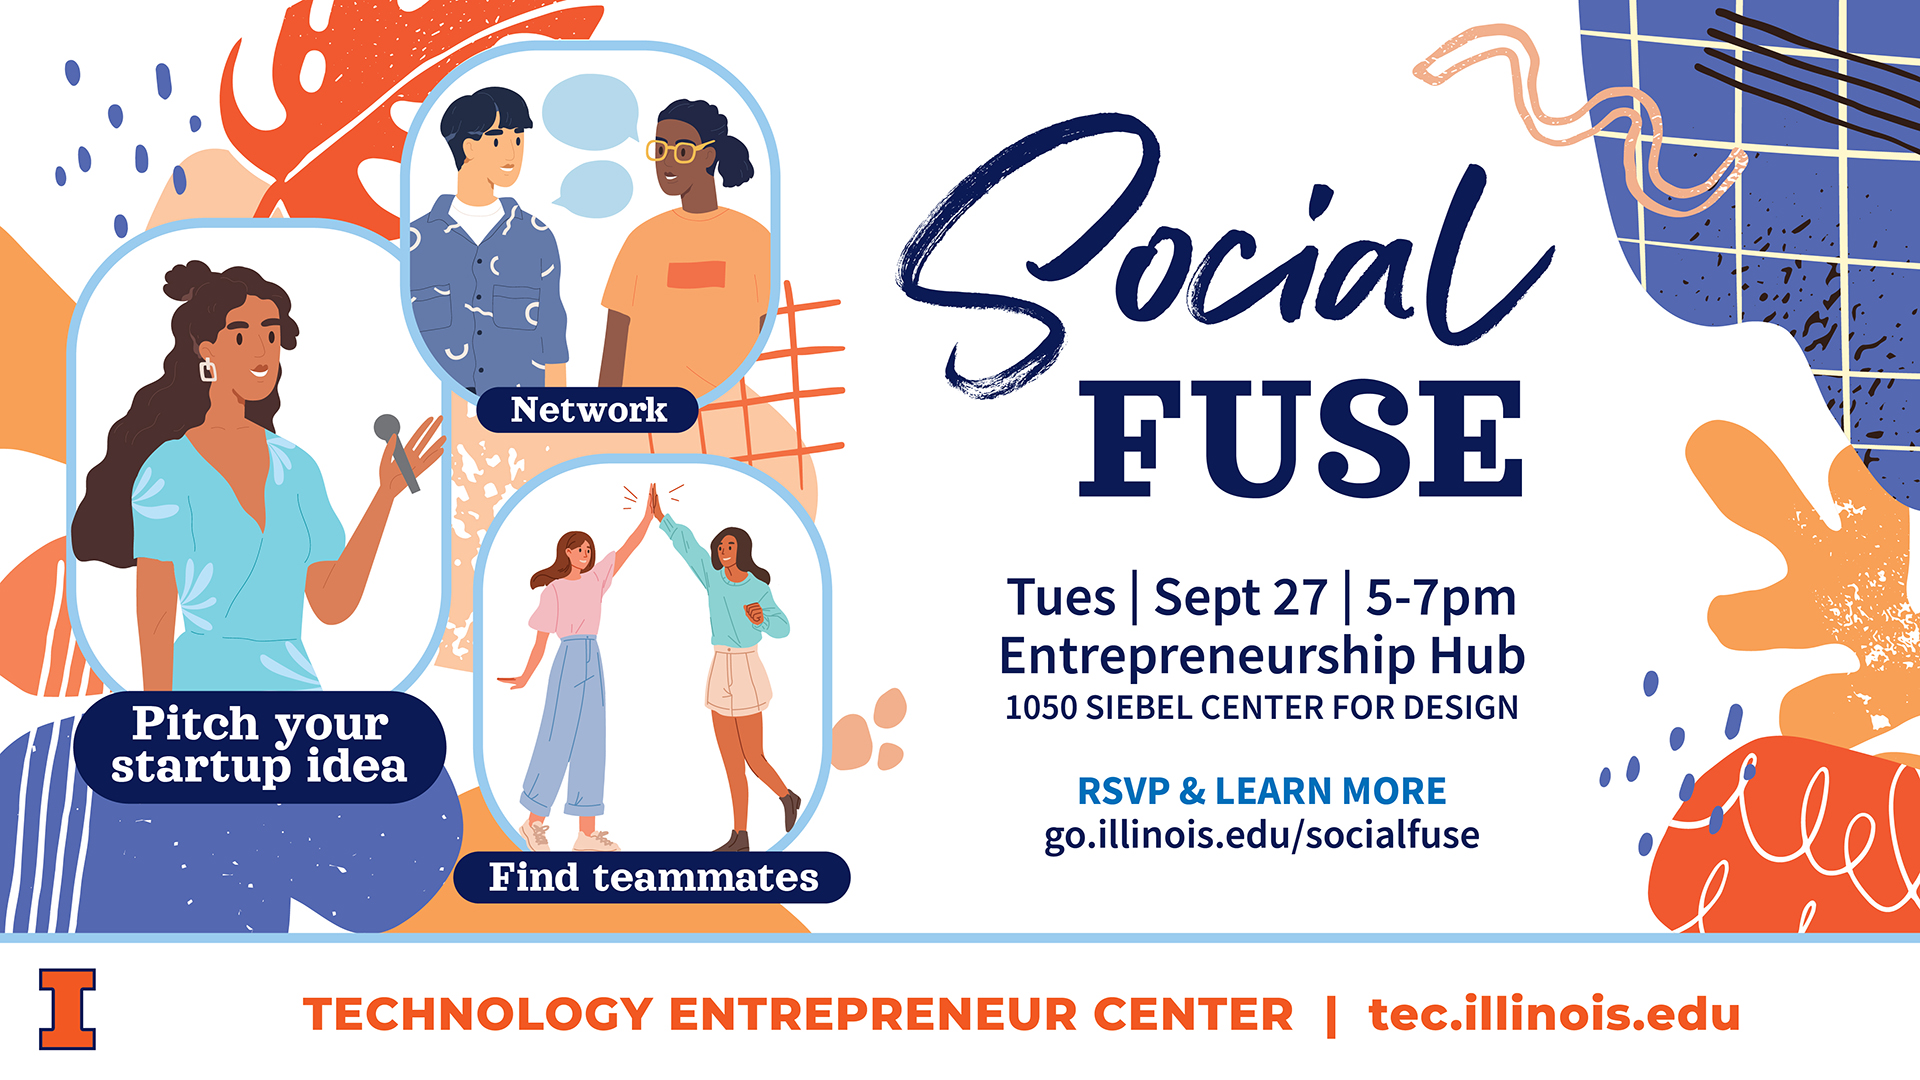 Network
Pitch your
startup idea
Find teammates
Social
FUSE
Tues | Sept 27 | 5-7pm
Entrepreneurship Hub
1050 SIEBEL CENTER FOR DESIGN
RSVP & LEARN MORE
go.illinois.edu/socialfuse
I
TECHNOLOGY ENTREPRENEUR CENTER | tec.illinois.edu